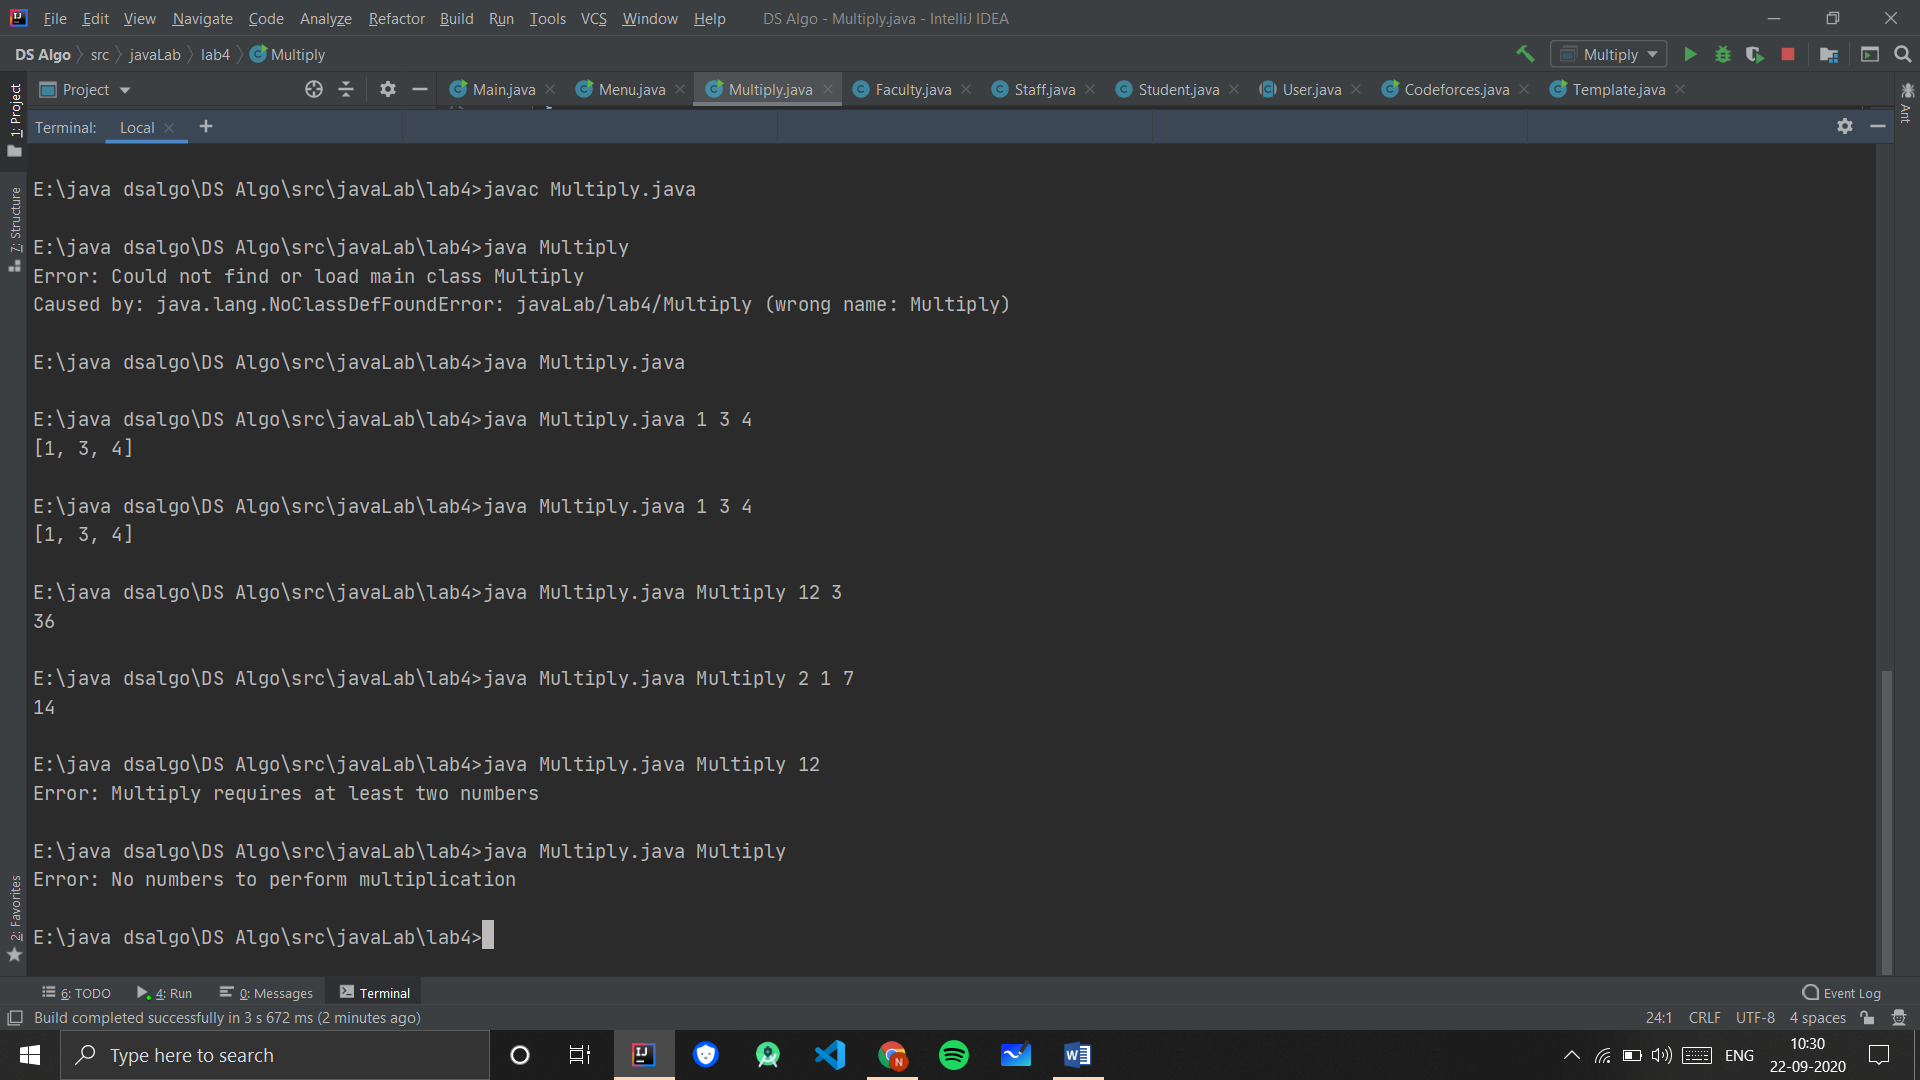 File Edit View Navigate Code Analyze Refactor Build Run Tools VCS Window Help DS Algo - Multiply.java - IntelliJ IDEA
DS Algo src javaLab lab4 Multiply Multiply
Project Main.java Menu.java Multiply.java Faculty.java Staff.java Student.java User.java Codeforces.java Template.java
1: Project
7: Structure
2: Favorites
Ant
Terminal: Local +
E:\java dsalgo\DS Algo\src\javaLab\lab4>javac Multiply.java
E:\java dsalgo\DS Algo\src\javaLab\lab4>java Multiply
Error: Could not find or load main class Multiply
Caused by: java.lang.NoClassDefFoundError: javaLab/lab4/Multiply (wrong name: Multiply)
E:\java dsalgo\DS Algo\src\javaLab\lab4>java Multiply.java
E:\java dsalgo\DS Algo\src\javaLab\lab4>java Multiply.java 1 3 4
[1, 3, 4]
E:\java dsalgo\DS Algo\src\javaLab\lab4>java Multiply.java 1 3 4
[1, 3, 4]
E:\java dsalgo\DS Algo\src\javaLab\lab4>java Multiply.java Multiply 12 3
36
E:\java dsalgo\DS Algo\src\javaLab\lab4>java Multiply.java Multiply 2 1 7
14
E:\java dsalgo\DS Algo\src\javaLab\lab4>java Multiply.java Multiply 12
Error: Multiply requires at least two numbers
E:\java dsalgo\DS Algo\src\javaLab\lab4>java Multiply.java Multiply
Error: No numbers to perform multiplication
E:\java dsalgo\DS Algo\src\javaLab\lab4>
6: TODO 4: Run 0: Messages Terminal Event Log
Build completed successfully in 3 s 672 ms (2 minutes ago) 24:1 CRLF UTF-8 4 spaces
Type here to search ENG 10:30
22-09-2020